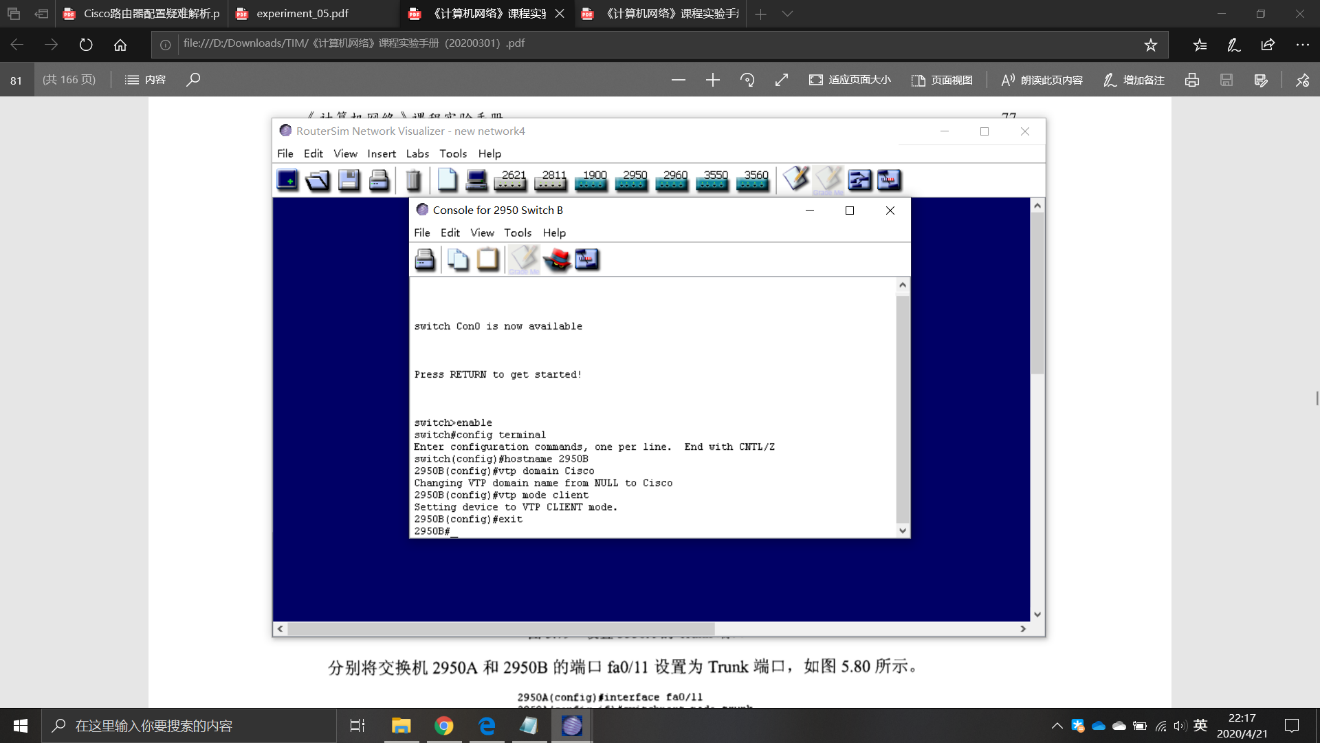 Cisco路由器配置疑难解析.p
experiment_05.pdf
《计算机网络》课程实
《计算机网络》课程实验手
file:///D:/Downloads/TIM/《计算机网络》课程实验手册（20200301）.pdf
81
(共 166 页)
内容
适应页面大小
页面视图
朗读此页内容
增加备注
《计算机网络》课程实验手册
77
RouterSim Network Visualizer - new network4
File Edit View Insert Labs Tools Help
2621 2811 1900 2950 2960 3550 3560
Console for 2950 Switch B
File Edit View Tools Help
switch Con0 is now available
Press RETURN to get started!
switch>enable
switch#config terminal
Enter configuration commands, one per line.  End with CNTL/Z
switch(config)#hostname 2950B
2950B(config)#vtp domain Cisco
Changing VTP domain name from NULL to Cisco
2950B(config)#vtp mode client
Setting device to VTP CLIENT mode.
2950B(config)#exit
2950B#_
分别将交换机 2950A 和 2950B 的端口 fa0/11 设置为 Trunk 端口，如图 5.80 所示。
2950A(config)#interface fa0/11
在这里输入你要搜索的内容
英
22:17
2020/4/21